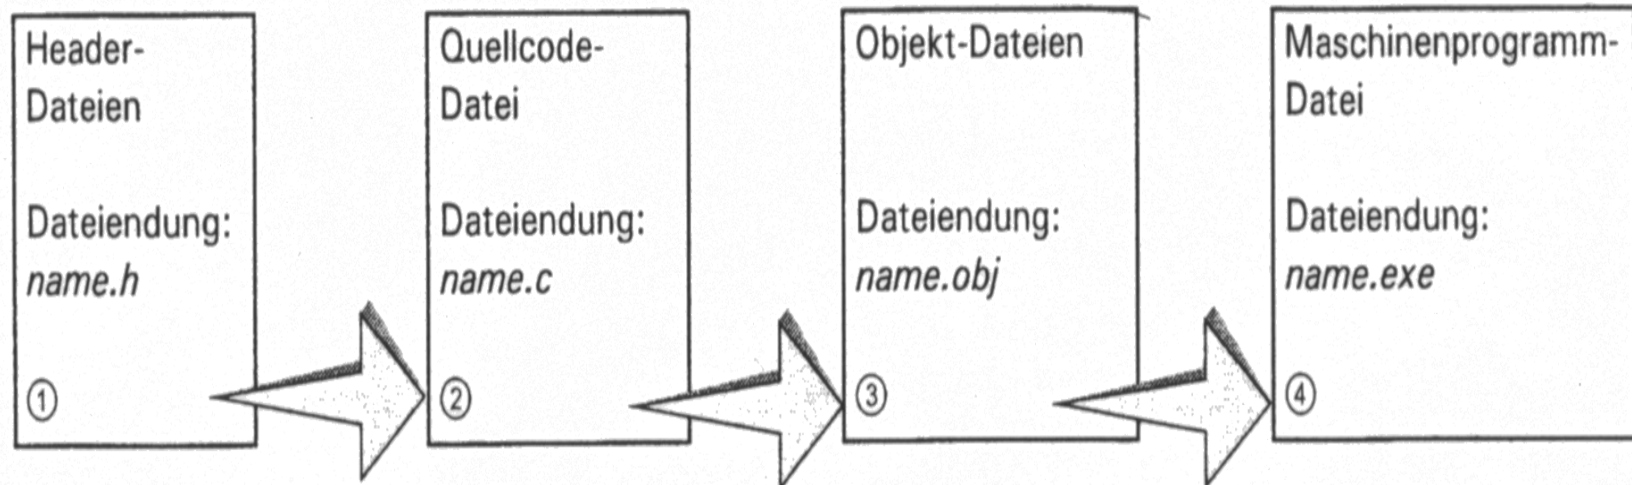 Header-
Dateien
Dateiendung:
name.h
1
Quellcode-
Datei
Dateiendung:
name.c
2
Objekt-Dateien
Dateiendung:
name.obj
3
Maschinenprogramm-
Datei
Dateiendung:
name.exe
4